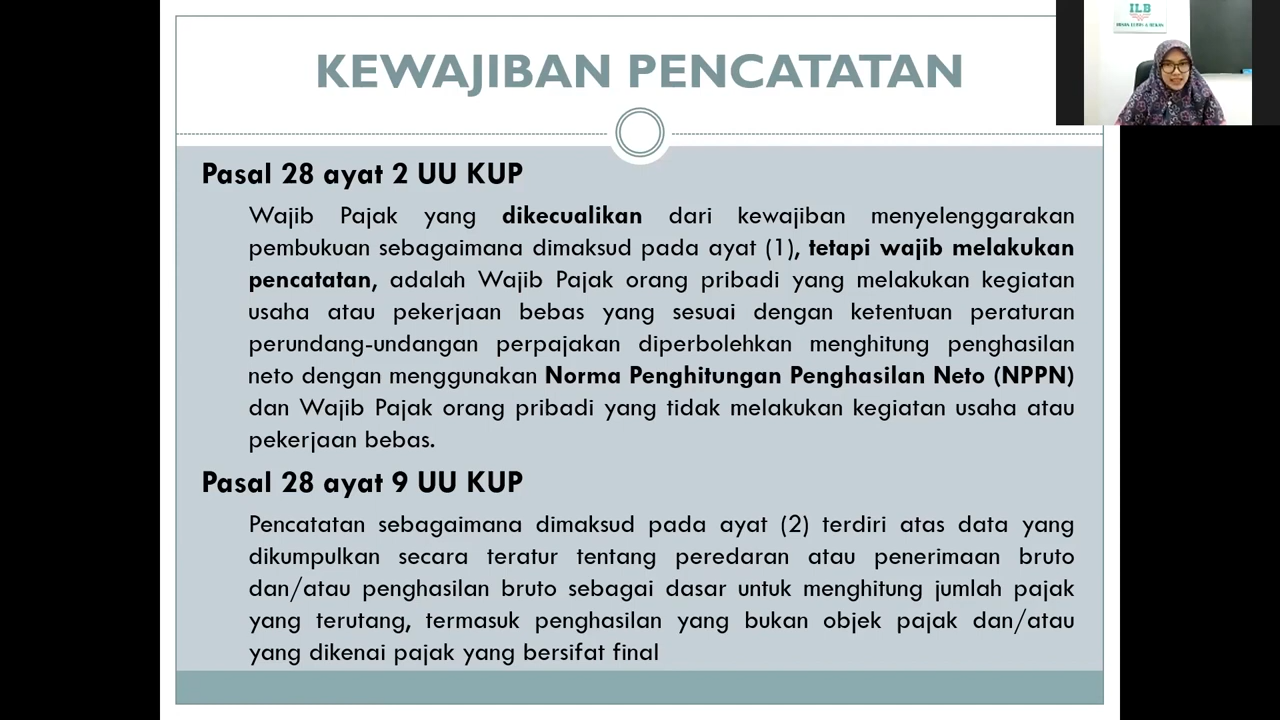 KEWAJIBAN PENCATATAN
ILB
Pasal 28 ayat 2 UU KUP
Wajib Pajak yang dikecualikan dari kewajiban menyelenggarakan
pembukuan sebagaimana dimaksud pada ayat (1), tetapi wajib melakukan
pencatatan, adalah Wajib Pajak orang pribadi yang melakukan kegiatan
usaha atau pekerjaan bebas yang sesuai dengan ketentuan peraturan
perundang-undangan perpajakan diperbolehkan menghitung penghasilan
neto dengan menggunakan Norma Penghitungan Penghasilan Neto (NPPN)
dan Wajib Pajak orang pribadi yang tidak melakukan kegiatan usaha atau
pekerjaan bebas.
Pasal 28 ayat 9 UU KUP
Pencatatan sebagaimana dimaksud pada ayat (2) terdiri atas data yang
dikumpulkan secara teratur tentang peredaran atau penerimaan bruto
dan/atau penghasilan bruto sebagai dasar untuk menghitung jumlah pajak
yang terutang, termasuk penghasilan yang bukan objek pajak dan/atau
yang dikenai pajak yang bersifat final